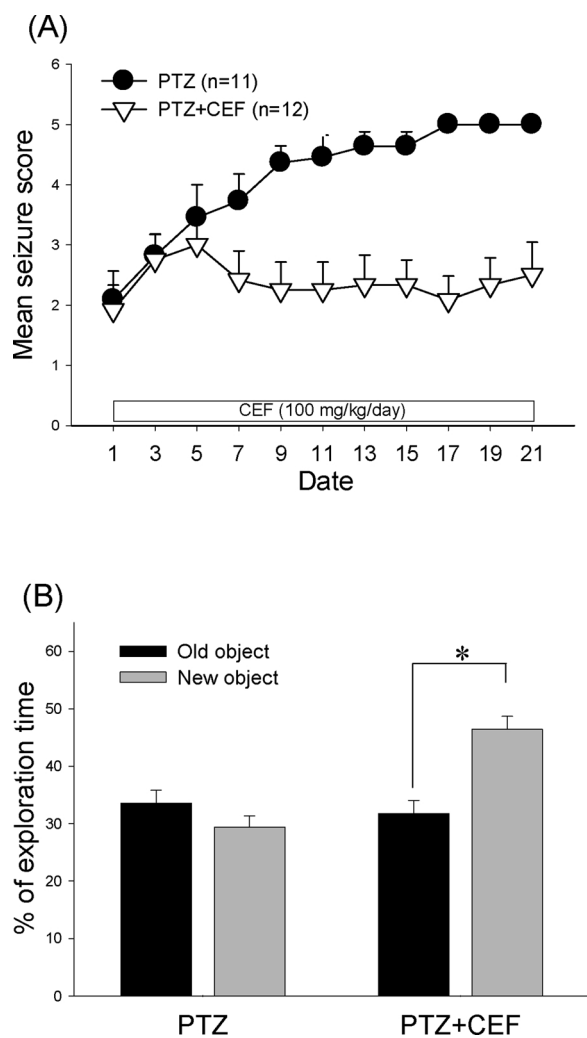 (A)
6
5
4
3
2
1
0
Mean seizure score
PTZ (n=11)
PTZ+CEF (n=12)
CEF (100 mg/kg/day)
1 3 5 7 9 11 13 15 17 19 21
Date
(B)
60
50
40
30
20
10
0
% of exploration time
Old object
New object
*
PTZ PTZ+CEF